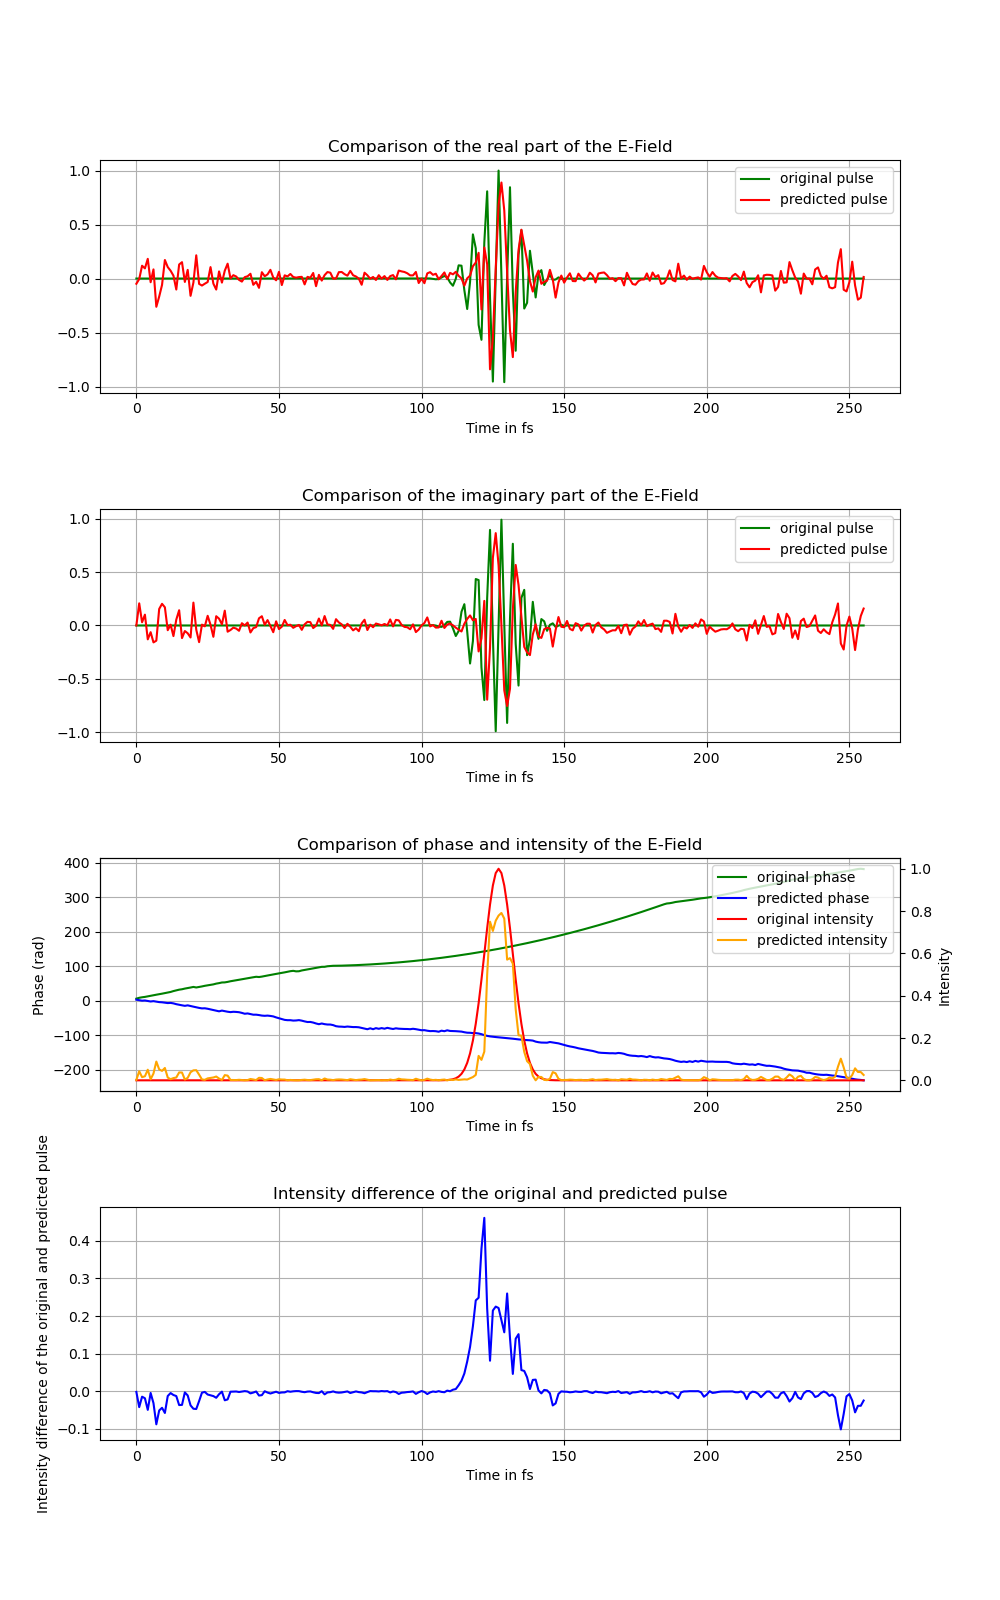 Comparison of the real part of the E-Field
1.0
0.5
0.0
−0.5
−1.0
original pulse
predicted pulse
0 50 100 150 200 250
Time in fs
Comparison of the imaginary part of the E-Field
1.0
0.5
0.0
−0.5
−1.0
original pulse
predicted pulse
0 50 100 150 200 250
Time in fs
Comparison of phase and intensity of the E-Field
Phase (rad)
400
300
200
100
0
−100
−200
original phase
predicted phase
original intensity
predicted intensity
1.0
0.8
0.6
0.4
0.2
0.0
Intensity
0 50 100 150 200 250
Time in fs
Intensity difference of the original and predicted pulse
Intensity difference of the original and predicted pulse
0.4
0.3
0.2
0.1
0.0
−0.1
0 50 100 150 200 250
Time in fs